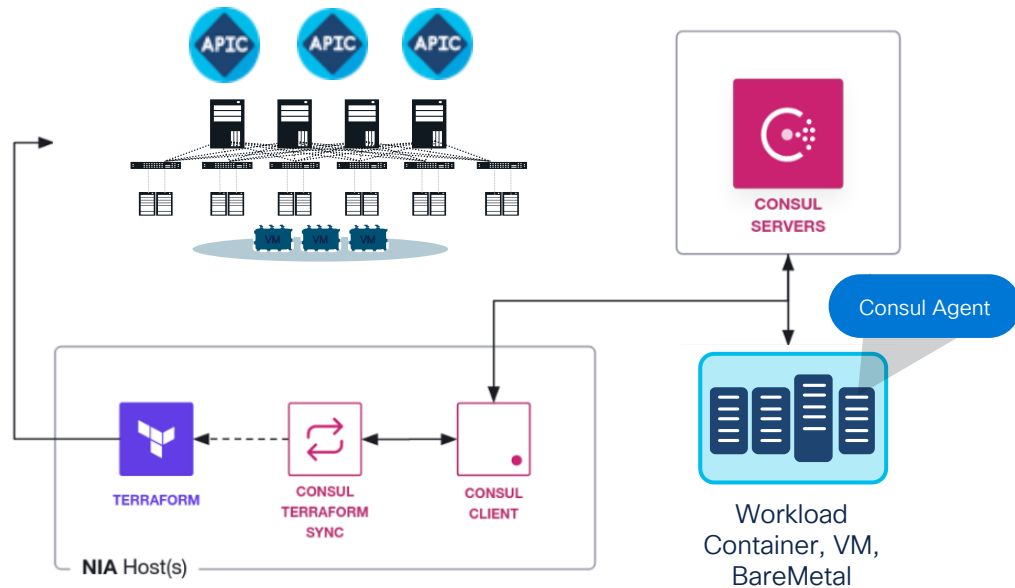 APIC
APIC
APIC
VM
VM
VM
CONSUL
SERVERS
Consul Agent
TERRAFORM
CONSUL
TERRAFORM
SYNC
CONSUL
CLIENT
NIA Host(s)
Workload
Container, VM,
BareMetal